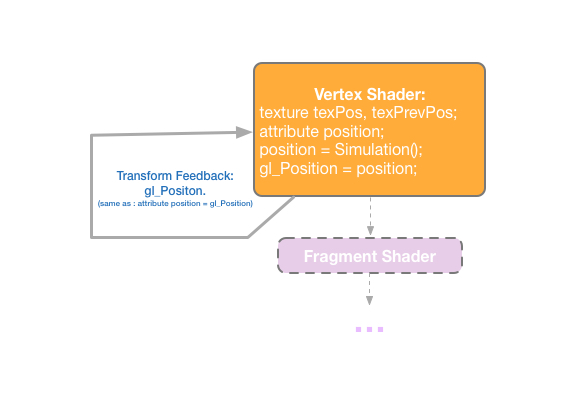 Vertex Shader:
texture texPos, texPrevPos;
attribute position;
position = Simulation();
gl_Position = position;
Transform Feedback:
gl_Positon.
(same as : attribute position = gl_Position)
Fragment Shader
...